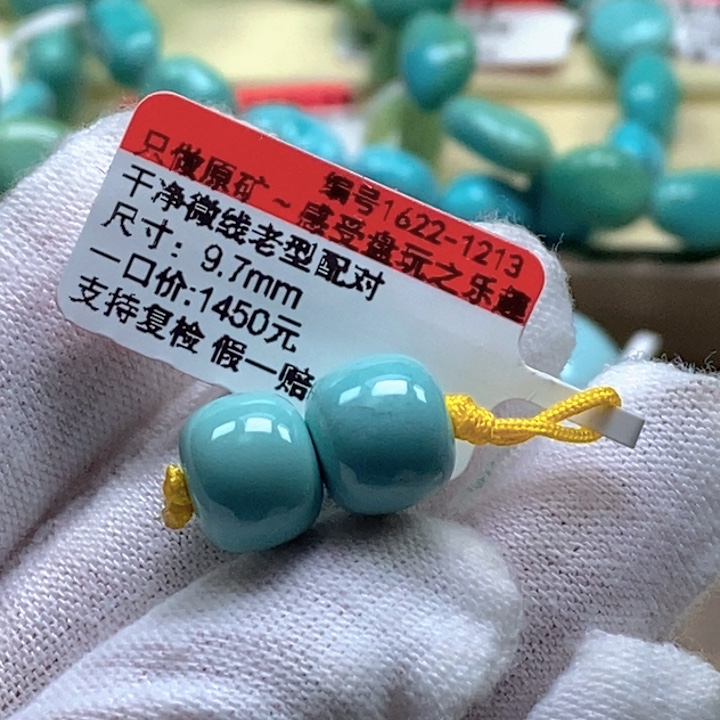 编号1622-1213
只做原矿~感受盘玩之乐趣
干净微线老型配对
尺寸：9.7mm
一口价:1450元
支持复检 假一赔